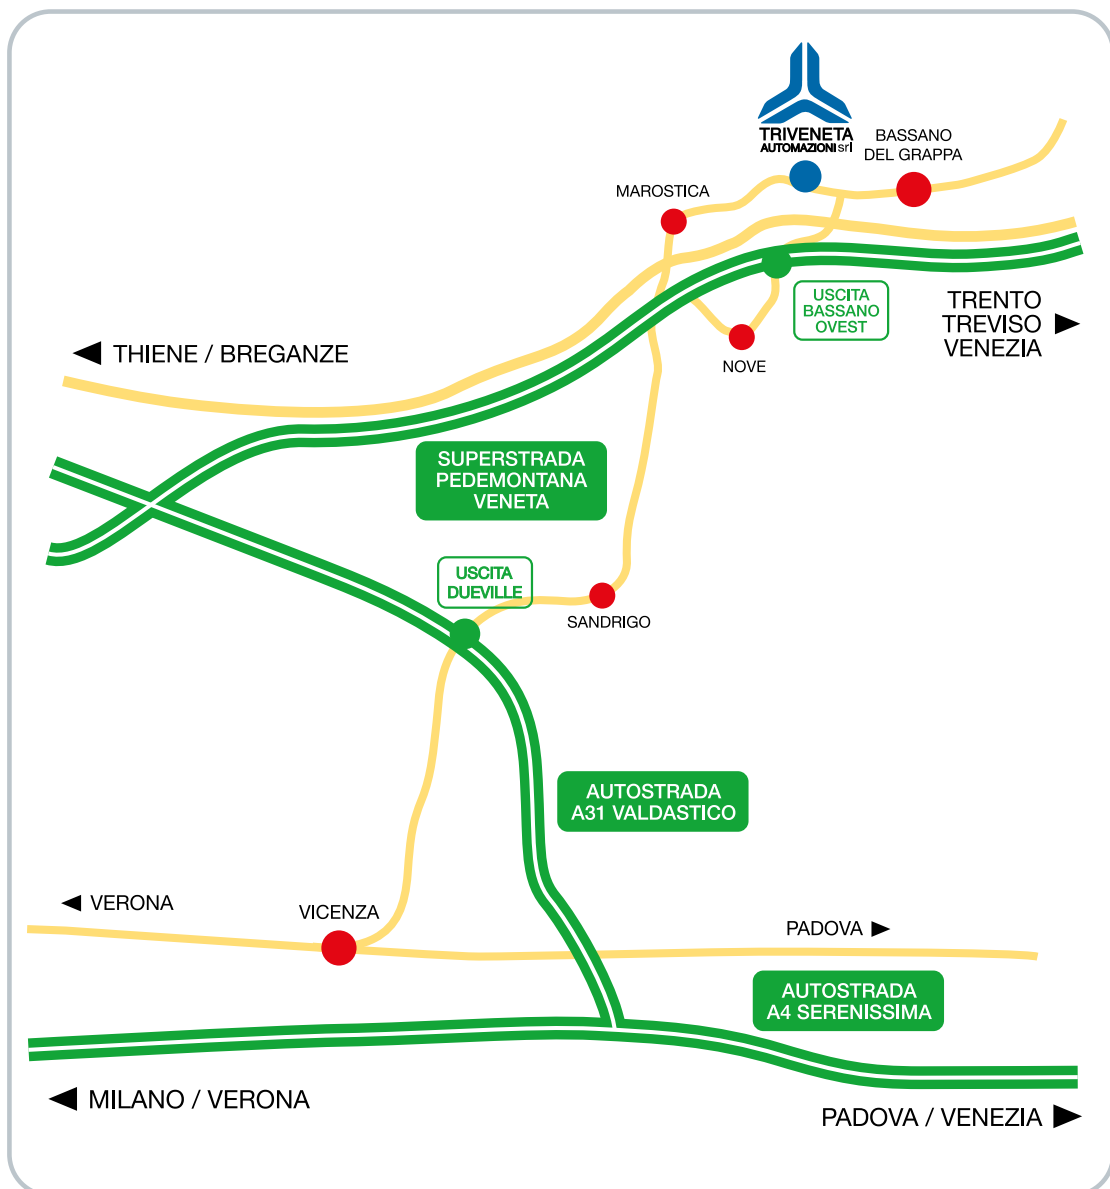 TRIVENETA
AUTOMAZIONI srl
BASSANO
DEL GRAPPA
MAROSTICA
USCITA
BASSANO
OVEST
TRENTO
TREVISO
VENEZIA
THIENE / BREGANZE
NOVE
SUPERSTRADA
PEDEMONTANA
VENETA
USCITA
DUEVILLE
SANDRIGO
AUTOSTRADA
A31 VALDASTICO
VERONA
VICENZA
PADOVA
AUTOSTRADA
A4 SERENISSIMA
MILANO / VERONA
PADOVA / VENEZIA